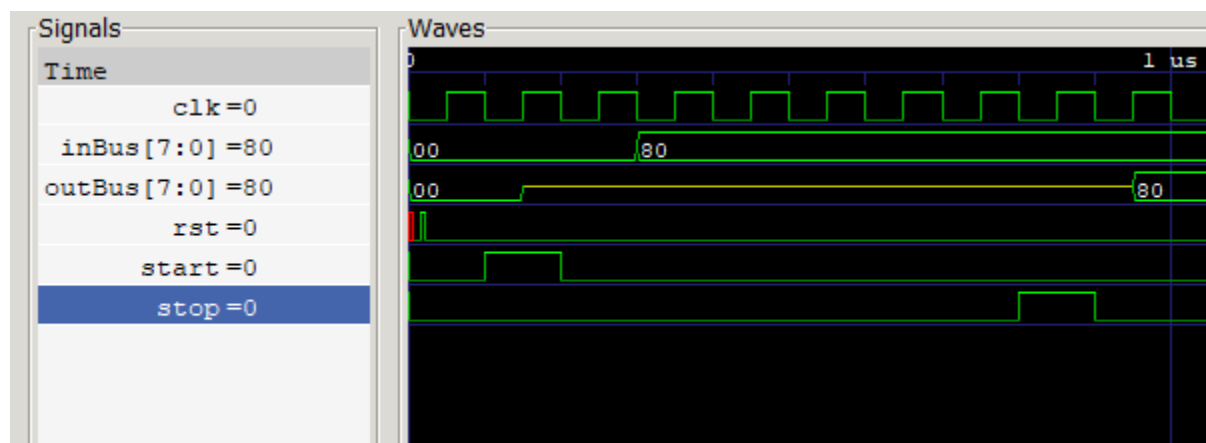 Signals
Waves
Time
0
1 us
clk=0
inBus[7:0]=80
00
80
outBus[7:0]=80
00
80
rst=0
start=0
stop=0